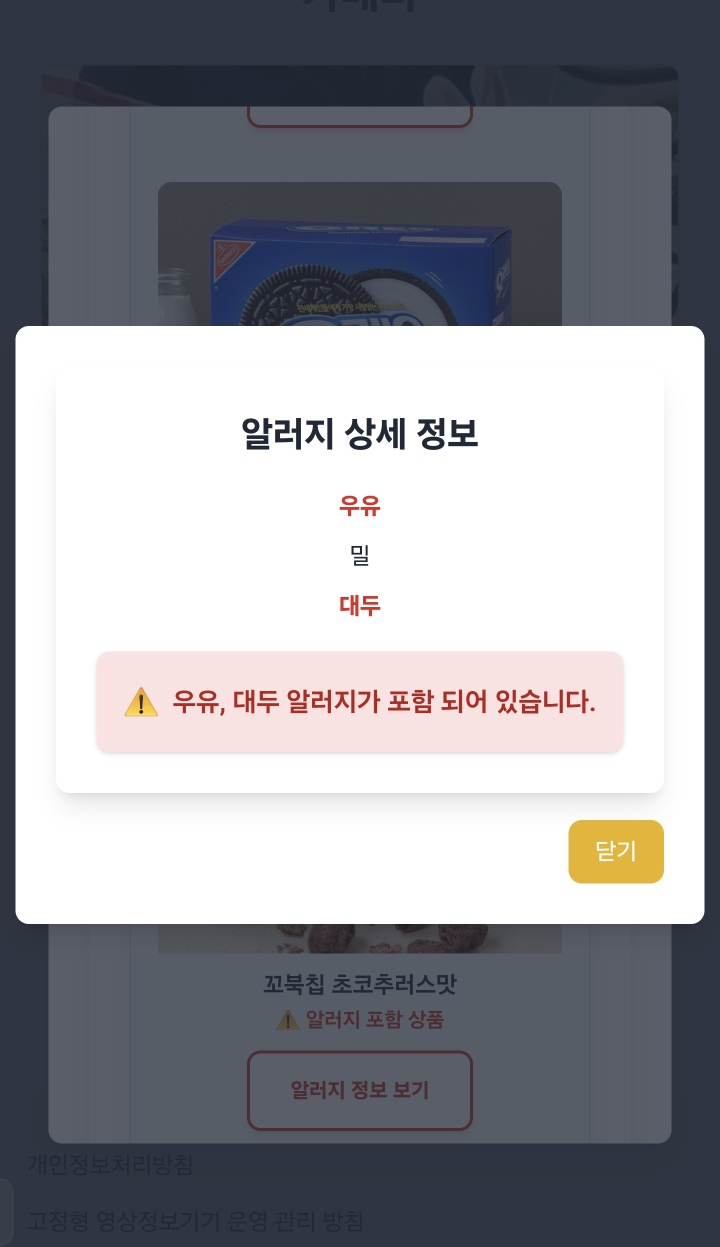 알러지 상세 정보
우유
밀
대두
⚠️ 우유, 대두 알러지가 포함 되어 있습니다.
닫기
꼬북칩 초코추러스맛
⚠️ 알러지 포함 상품
알러지 정보 보기
개인정보처리방침
고정형 영상정보기기 운영 관리 방침